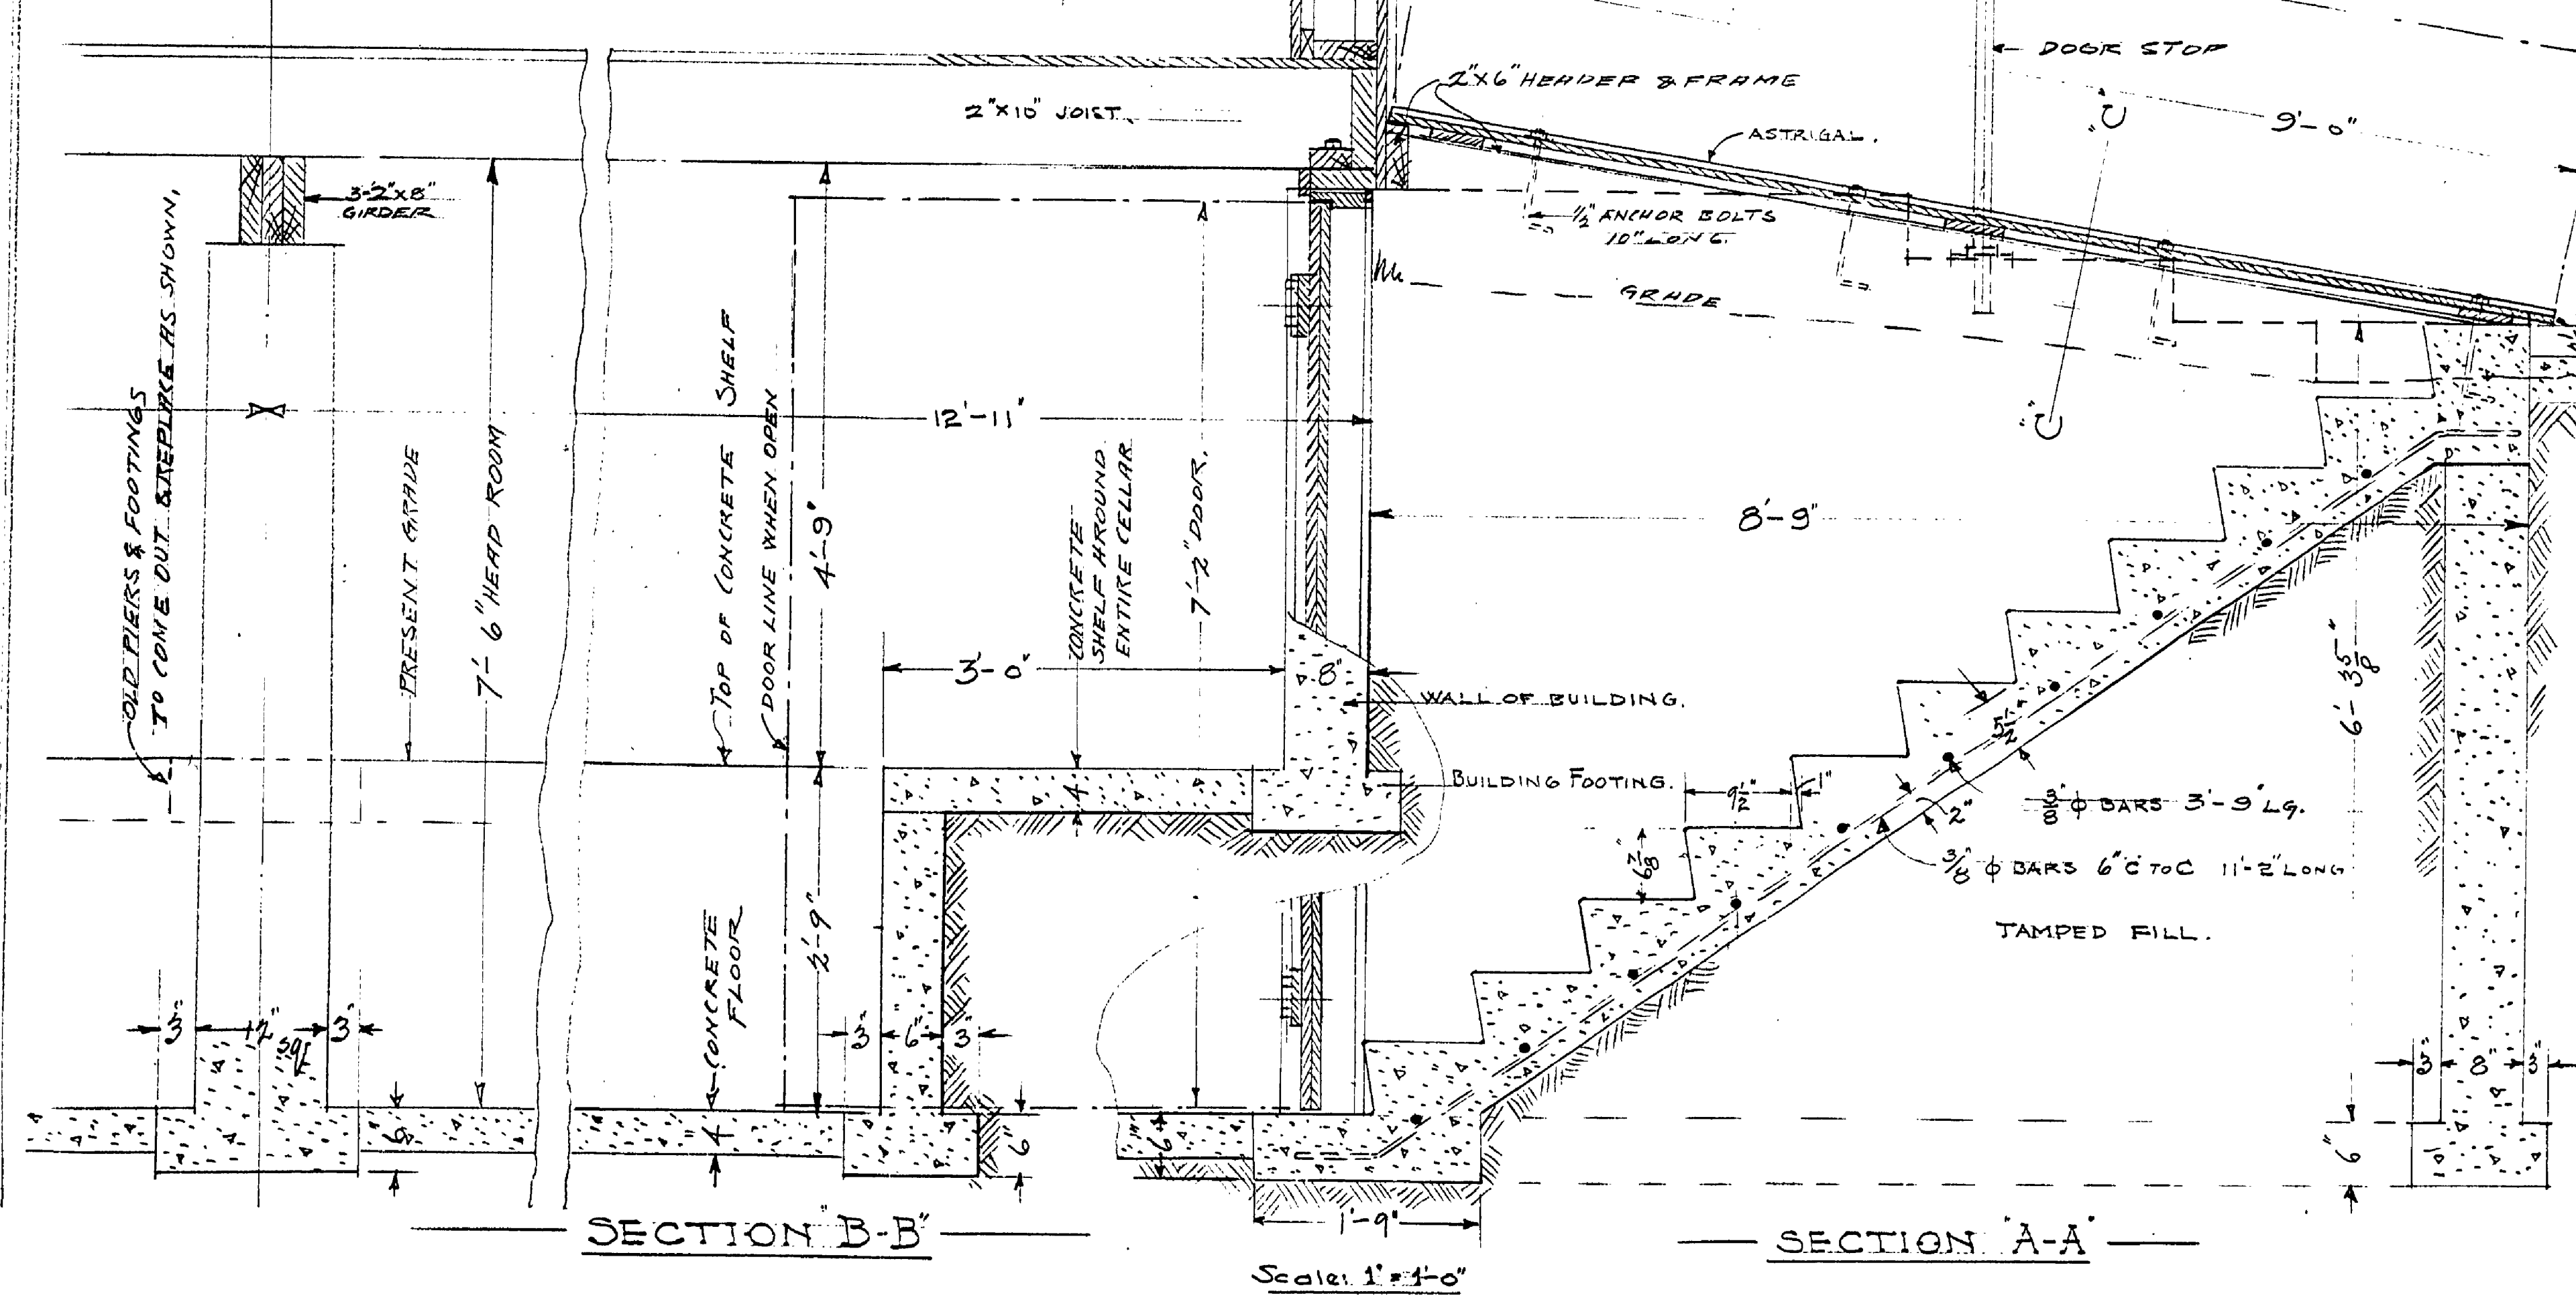 DOOR STOP
2"X6" HEADER & FRAME
9'-0"
"C"
2"X10" JOIST
ASTRIGAL.
3-2"x8"
GIRDER
1/2" ANCHOR BOLTS
10" LONG.
GRADE
OLD PIERS & FOOTINGS
TO COME OUT & REPLAKE AS SHOWN,
PRESENT GRADE
7'-6" HEAD ROOM
TOP OF CONCRETE SHELF
DOOR LINE WHEN OPEN
4'-9"
12'-11"
CONCRETE
SHELF AROUND
ENTIRE CELLAR
7'-2" DOOR.
"C"
8'-9"
3'-0"
8"
WALL OF BUILDING.
6'-3 5/8"
5 1/2"
BUILDING FOOTING.
4"
9 1/2"
1"
2"
3/8" φ BARS 3'-9" LG.
6 7/8"
3/8" φ BARS 6" C TO C 11'-2" LONG
TAMPED FILL.
2'-9"
CONCRETE
FLOOR
3"
12"
3"
SQ.
3"
6"
3"
3"
8"
3"
6"
4"
6"
6"
6"
1'-9"
SECTION "B-B"
SECTION "A-A"
Scale: 1" = 1'-0"